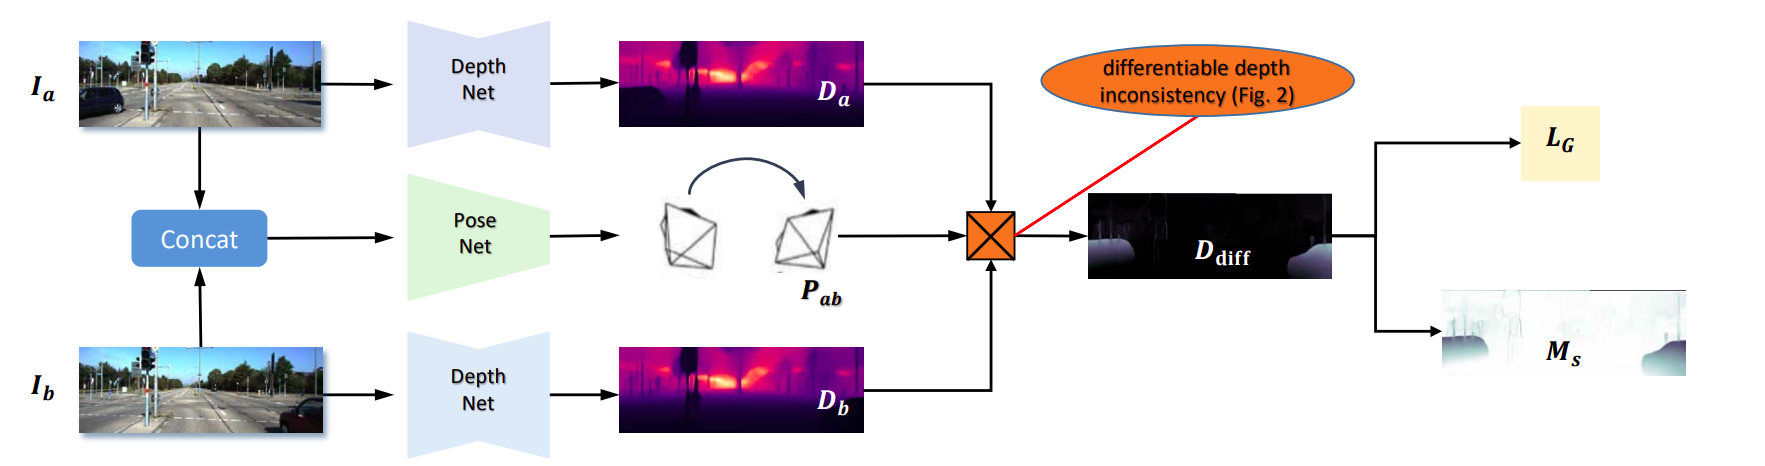 I_a
Depth
Net
D_a
differentiable depth
inconsistency (Fig. 2)
L_G
Concat
Pose
Net
P_ab
D_diff
M_s
I_b
Depth
Net
D_b